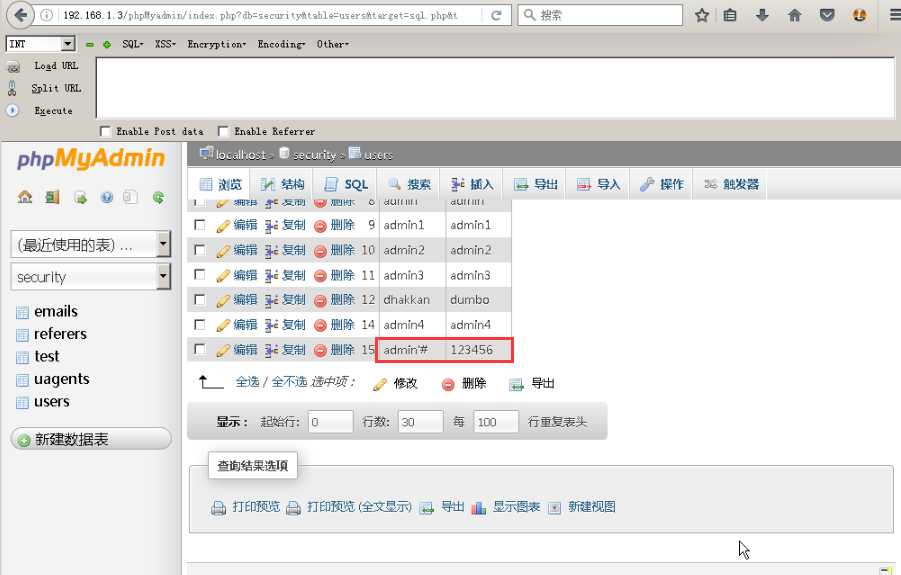 192.168.1.3/phpMyadmin/index.php?db=security&table=users&target=sql.php&t
搜索
INT SQL- XSS- Encryption- Encoding- Other-
Load URL
Split URL
Execute
Enable Post data Enable Referrer
phpMyAdmin
(最近使用的表) ...
security
emails
referers
test
uagents
users
新建数据表
localhost » security » users
浏览 结构 SQL 搜索 插入 导出 导入 操作 触发器
编辑 复制 删除 8 admin admin
编辑 复制 删除 9 admin1 admin1
编辑 复制 删除 10 admin2 admin2
编辑 复制 删除 11 admin3 admin3
编辑 复制 删除 12 dhakkan dumbo
编辑 复制 删除 14 admin4 admin4
编辑 复制 删除 15 admin'# 123456
全选 / 全不选 选中项： 修改 删除 导出
显示： 起始行: 0 行数: 30 每 100 行重复表头
查询结果选项
打印预览 打印预览 (全文显示) 导出 显示图表 新建视图